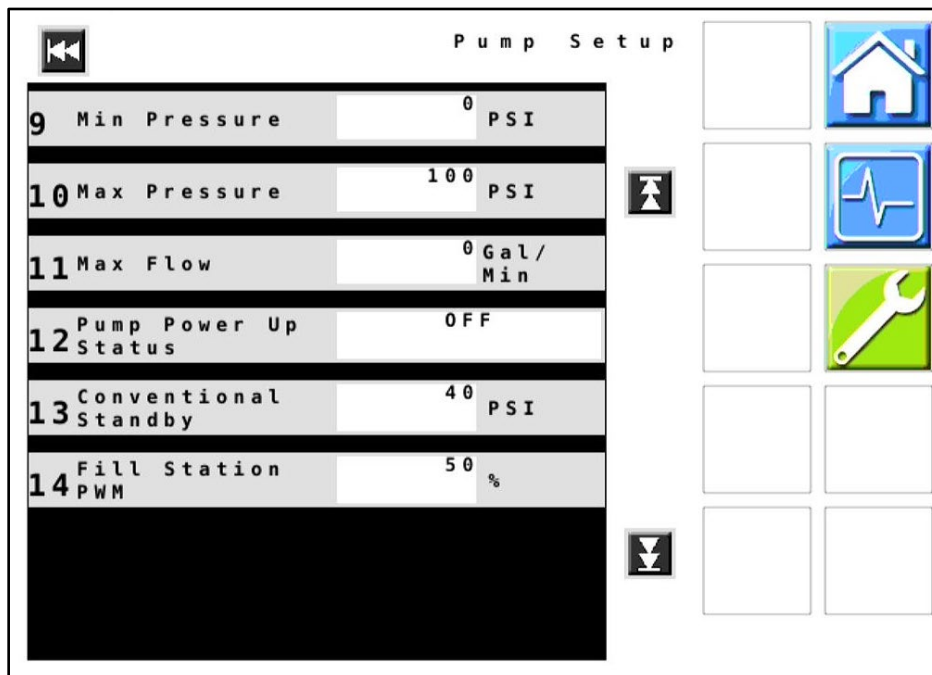 Pump Setup
9 Min Pressure 0 PSI
10 Max Pressure 100 PSI
11 Max Flow 0 Gal/
Min
12 Pump Power Up
Status OFF
13 Conventional
Standby 40 PSI
14 Fill Station
PWM 50 %